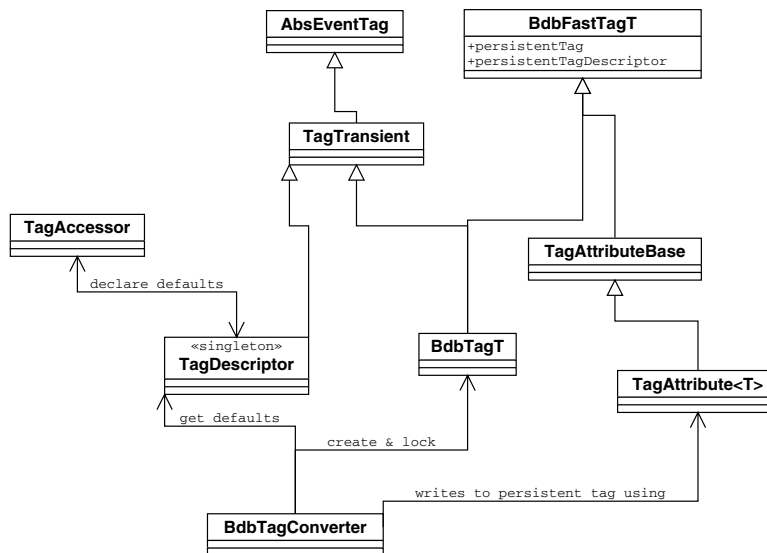 AbsEventTag
BdbFastTagT
+persistentTag
+persistentTagDescriptor
TagTransient
TagAccessor
TagAttributeBase
declare defaults
«singleton»
TagDescriptor
BdbTagT
TagAttribute<T>
get defaults
create & lock
writes to persistent tag using
BdbTagConverter